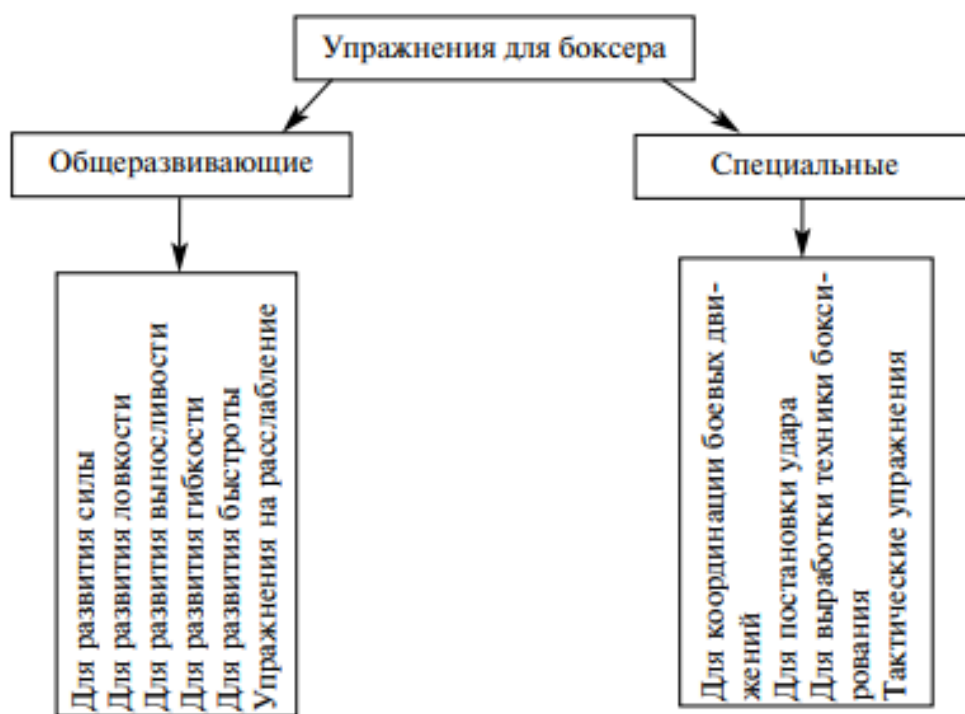 Упражнения для боксера
Общеразвивающие
Специальные
Для развития силы
Для развития ловкости
Для развития выносливости
Для развития гибкости
Для развития быстроты
Упражнения на расслабление
Для координации боевых дви-
жений
Для постановки удара
Для выработки техники бокси-
рования
Тактические упражнения